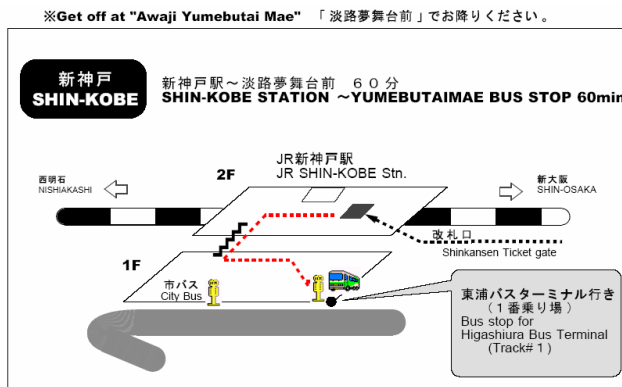 ※Get off at "Awaji Yumebutai Mae" 「淡路夢舞台前」でお降りください。
新神戸
SHIN-KOBE
新神戸駅～淡路夢舞台前 ６０分
SHIN-KOBE STATION ～YUMEBUTAIMAE BUS STOP 60min
JR新神戸駅
JR SHIN-KOBE Stn.
2F
西明石
NISHIAKASHI
新大阪
SHIN-OSAKA
改札口
Shinkansen Ticket gate
1F
市バス
City Bus
東浦バスターミナル行き
（１番乗り場）
Bus stop for
Higashiura Bus Terminal
(Track#１)